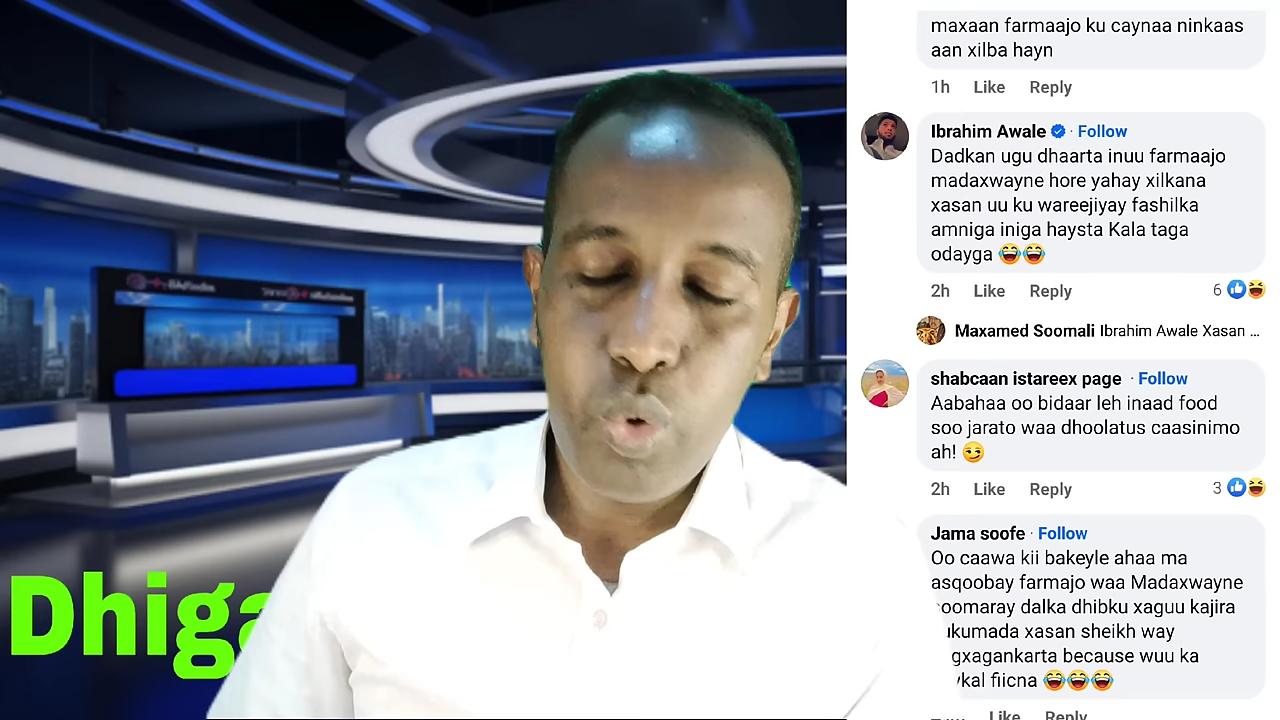 maxaan farmaajo ku caynaa ninkaas
aan xilba hayn
1h Like Reply
Ibrahim Awale · Follow
Dadkan ugu dhaarta inuu farmaajo
madaxwayne hore yahay xilkana
xasan uu ku wareejiyay fashilka
amniga iniga haysta Kala taga
odayga 😂😂
2h Like Reply 6
Maxamed Soomali Ibrahim Awale Xasan ...
shabcaan istareex page · Follow
Aabahaa oo bidaar leh inaad food
soo jarato waa dhoolatus caasinimo
ah! 😏
2h Like Reply 3
Jama soofe · Follow
Oo caawa kii bakeyle ahaa ma
asqoobay farmajo waa Madaxwayne
dalka dhibku xaguu kajira
xasan sheikh way
because wuu ka
fiicna 😂😂😂
Like Reply
Dhiga